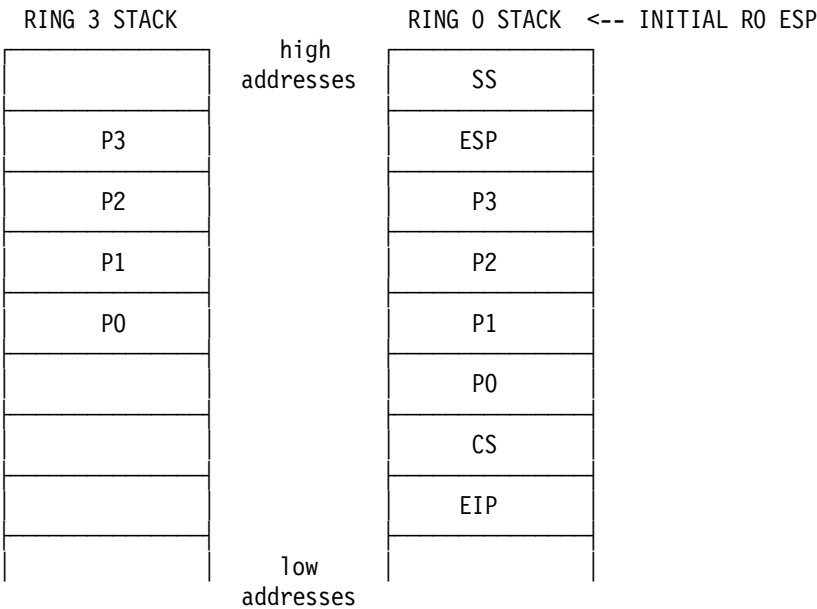 RING 3 STACK RING 0 STACK <-- INITIAL R0 ESP
high
addresses SS
P3 ESP
P2 P3
P1 P2
P0 P1
P0
CS
EIP
low
addresses